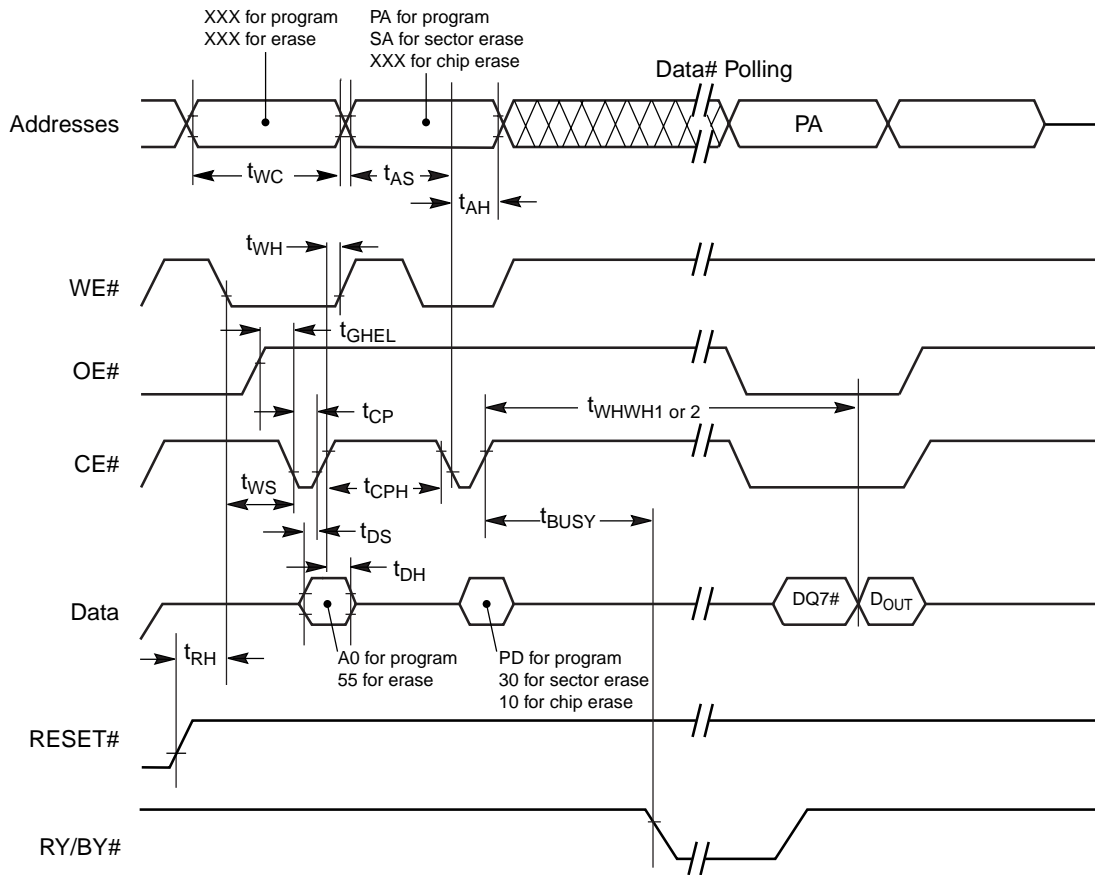 XXX for program
XXX for erase
PA for program
SA for sector erase
XXX for chip erase
Data# Polling
Addresses
PA
tWC
tAS
tAH
tWH
WE#
tGHEL
OE#
tWHWH1 or 2
tCP
CE#
tWS
tCPH
tBUSY
tDS
tDH
Data
DQ7#
DOUT
tRH
A0 for program
55 for erase
PD for program
30 for sector erase
10 for chip erase
RESET#
RY/BY#